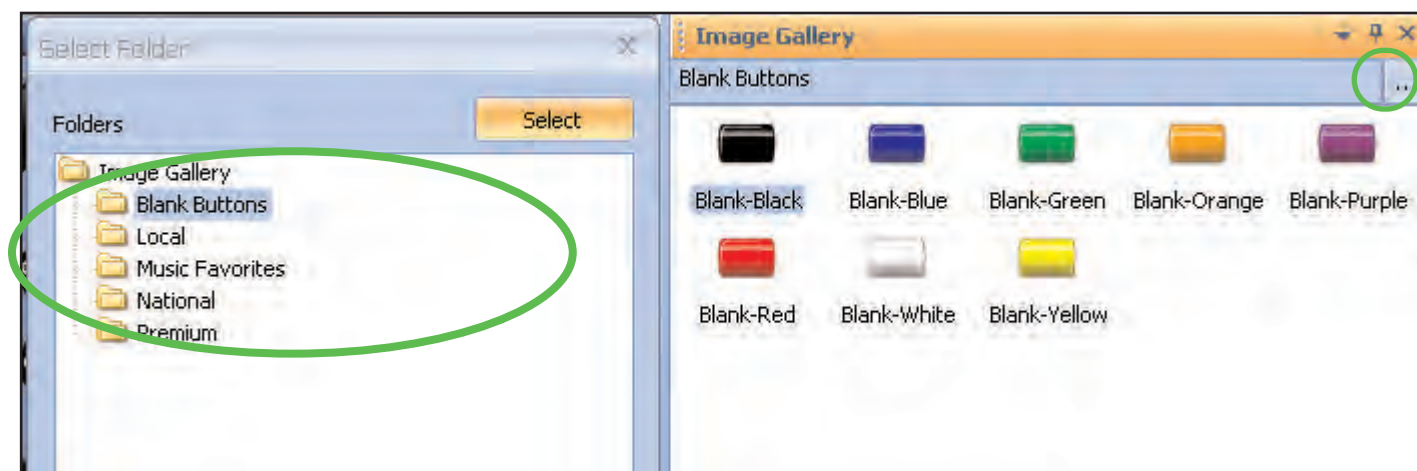 Select Folder
Folders
Select
Image Gallery
Blank Buttons
Local
Music Favorites
National
Premium
Image Gallery
Blank Buttons
..
Blank-Black Blank-Blue Blank-Green Blank-Orange Blank-Purple
Blank-Red Blank-White Blank-Yellow